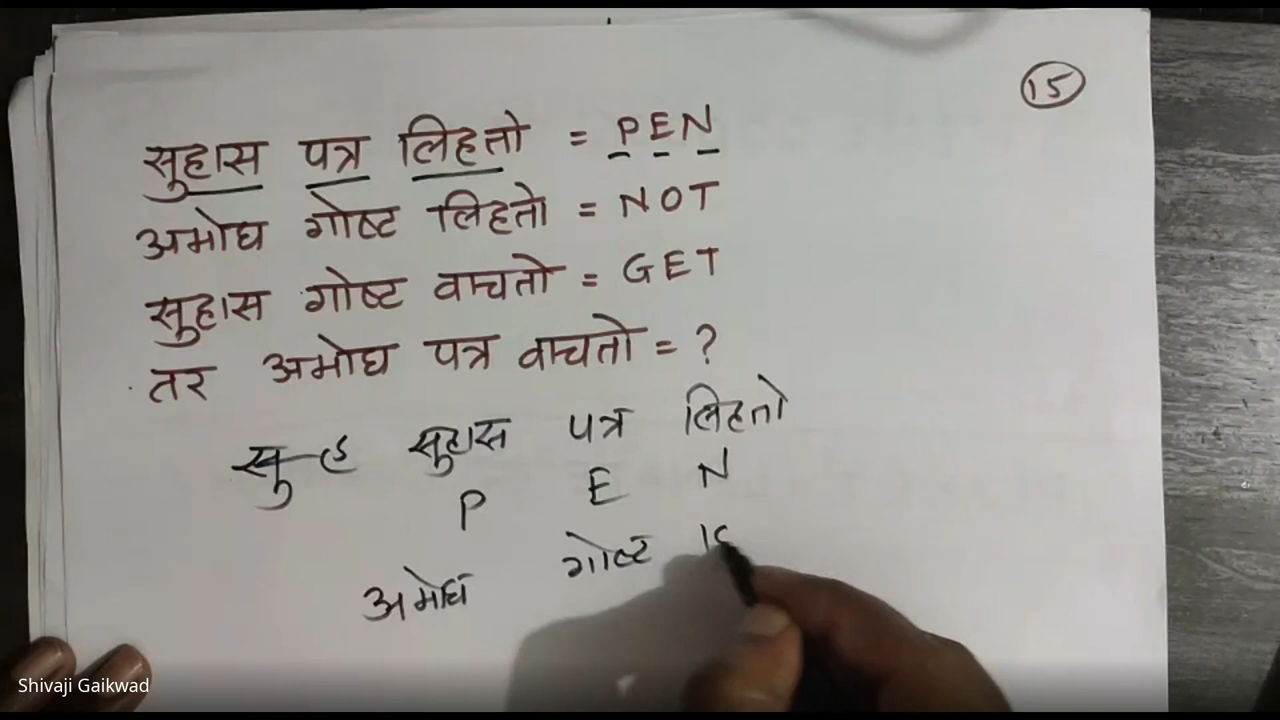 15
सुहास पत्र लिहतो = PEN
अमोघ गोष्ट लिहतो = NOT
सुहास गोष्ट वाचतो = GET
तर अमोघ पत्र वाचतो = ?
सुहास पत्र लिहतो
P E N
अमोघ गोष्ट
Shivaji Gaikwad